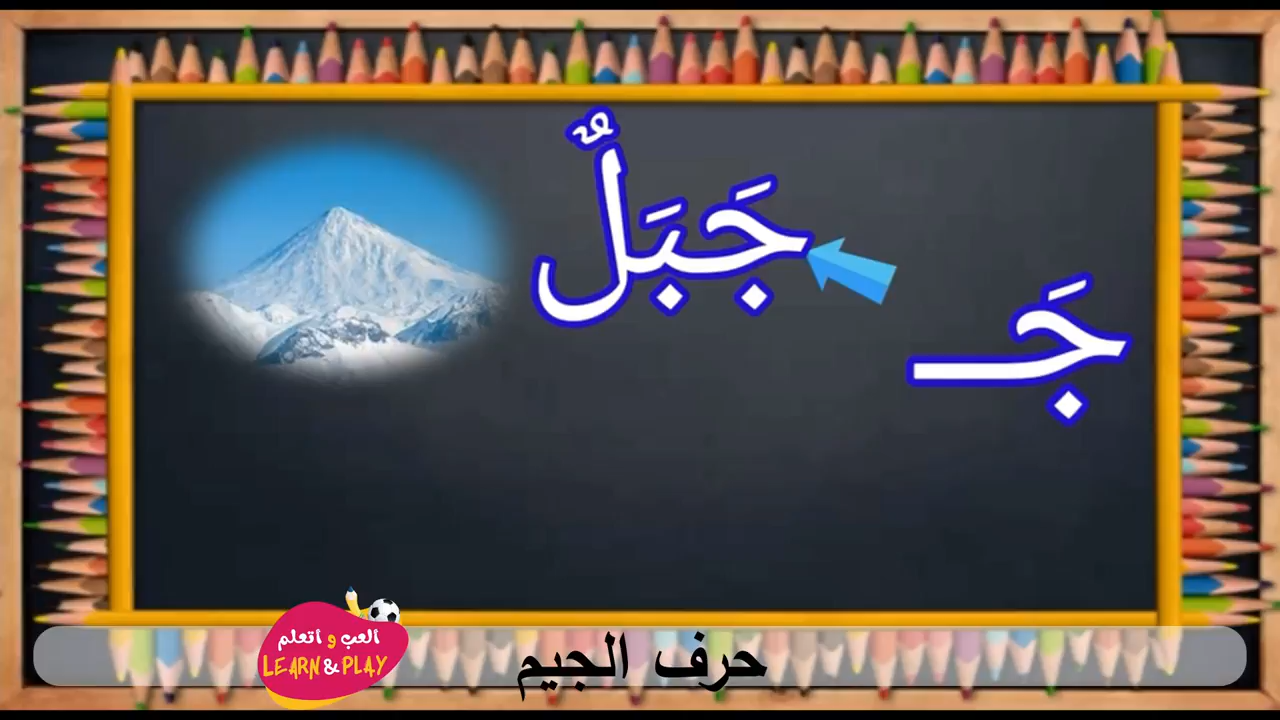 جَبَلٌ
جَـ
العب و اتعلم
LEARN & PLAY
حرف الجيم